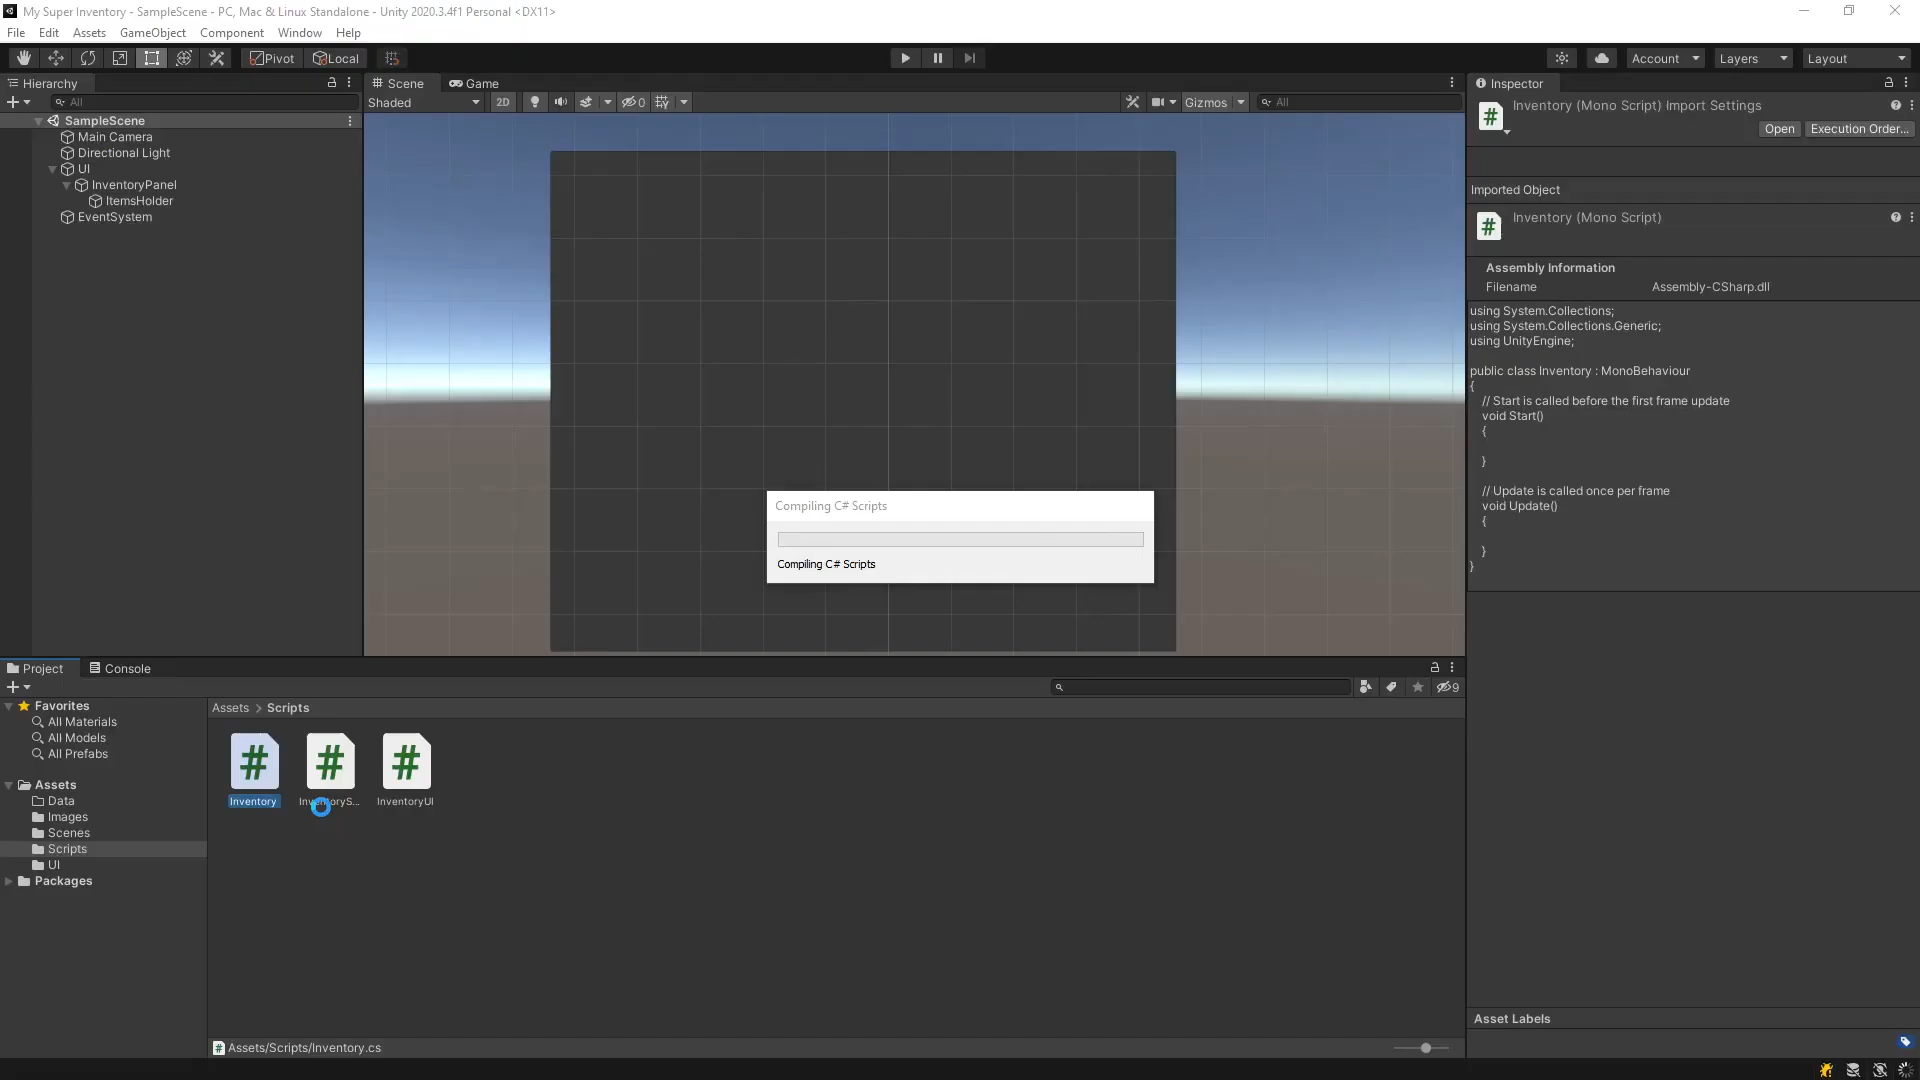 My Super Inventory - SampleScene - PC, Mac & Linux Standalone - Unity 2020.3.4f1 Personal <DX11>
File Edit Assets GameObject Component Window Help
Pivot Local Account Layers Layout
Hierarchy
All
SampleScene
Main Camera
Directional Light
UI
InventoryPanel
ItemsHolder
EventSystem
Scene Game
Shaded 2D 0 Gizmos All
Compiling C# Scripts
Compiling C# Scripts
Inspector
Inventory (Mono Script) Import Settings
Open Execution Order...
Imported Object
Inventory (Mono Script)
Assembly Information
Filename Assembly-CSharp.dll
using System.Collections;
using System.Collections.Generic;
using UnityEngine;
public class Inventory : MonoBehaviour
{
// Start is called before the first frame update
void Start()
{
}
// Update is called once per frame
void Update()
{
}
}
Asset Labels
Project Console
9
Favorites
All Materials
All Models
All Prefabs
Assets
Data
Images
Scenes
Scripts
UI
Packages
Assets > Scripts
Inventory
InventoryUI
Assets/Scripts/Inventory.cs